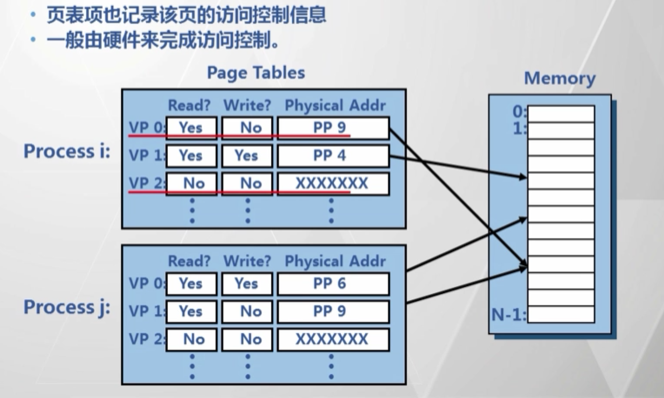 • 页表项也记录该页的访问控制信息
• 一般由硬件来完成访问控制。
Page Tables
Memory
Process i:
Read? Write? Physical Addr
VP 0: Yes No PP 9
VP 1: Yes Yes PP 4
VP 2: No No XXXXXXX
Process j:
Read? Write? Physical Addr
VP 0: Yes Yes PP 6
VP 1: Yes No PP 9
VP 2: No No XXXXXXX
0:
1:
N-1: